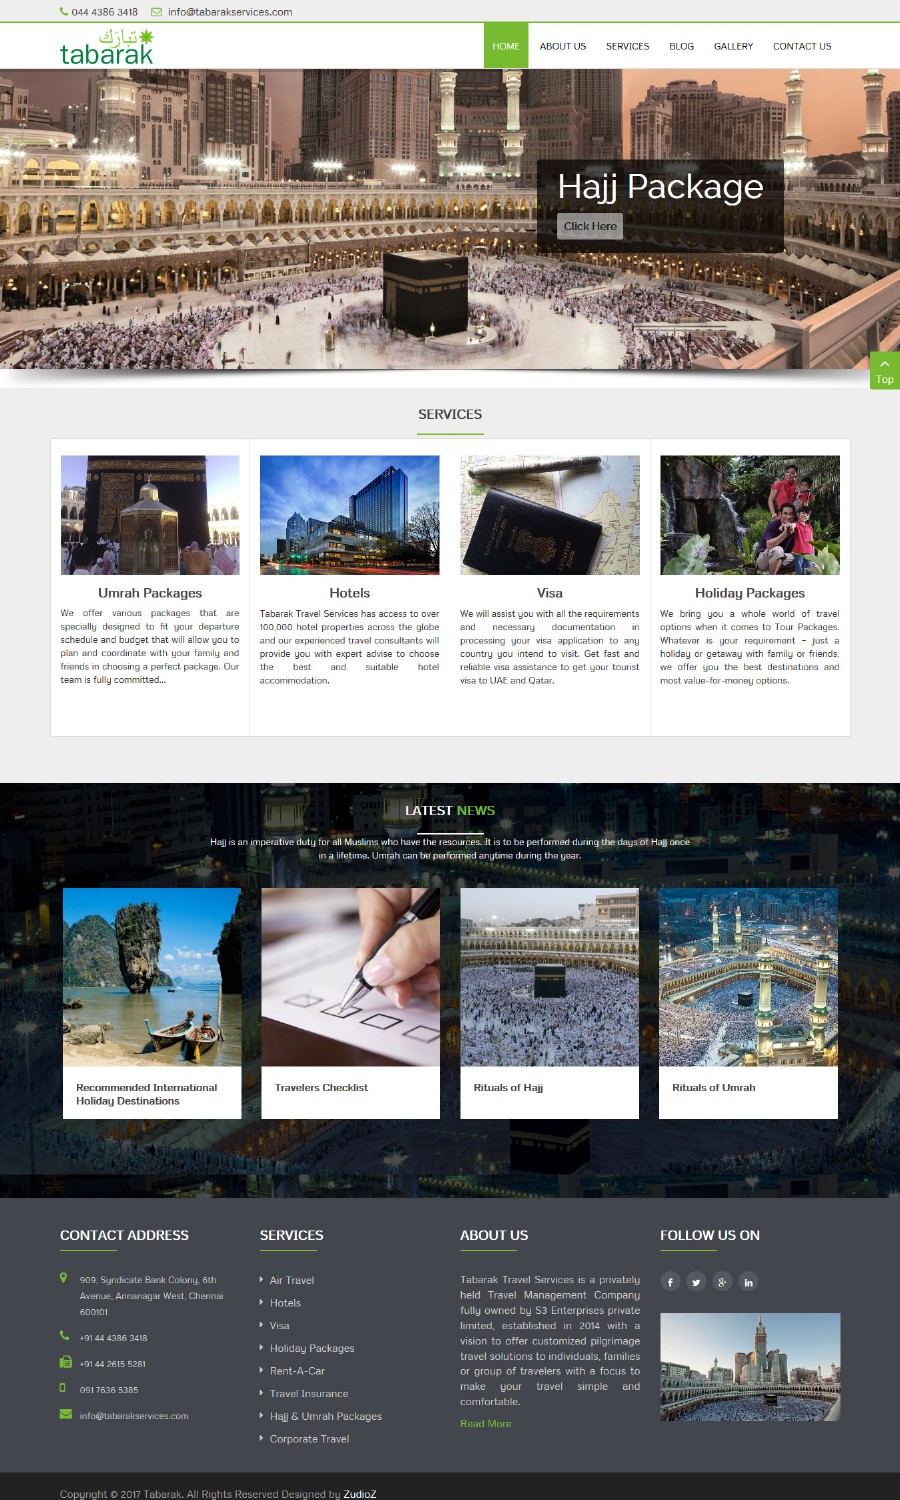 044 4386 3418 info@tabarakservices.com
تبارك
tabarak
HOME ABOUT US SERVICES BLOG GALLERY CONTACT US
Hajj Package
Click Here
Top
SERVICES
Umrah Packages
We offer various packages that are
specially designed to fit your departure
schedule and budget that will allow you to
plan and coordinate with your family and
friends in choosing a perfect package. Our
team is fully committed...
Hotels
Tabarak Travel Services has access to over
100,000 hotel properties across the globe
and our experienced travel consultants will
provide you with expert advise to choose
the best and suitable hotel
accommodation.
Visa
We will assist you with all the requirements
and necessary documentation in
processing your visa application to any
country you intend to visit. Get fast and
reliable visa assistance to get your tourist
visa to UAE and Qatar.
Holiday Packages
We bring you a whole world of travel
options when it comes to Tour Packages.
Whatever is your requirement – just a
holiday or getaway with family or friends,
we offer you the best destinations and
most value-for-money options.
LATEST NEWS
Hajj is an imperative duty for all Muslims who have the resources. It is to be performed during the days of Hajj once
in a lifetime. Umrah can be performed anytime during the year.
Recommended International
Holiday Destinations
Travelers Checklist
Rituals of Hajj
Rituals of Umrah
CONTACT ADDRESS
909, Syndicate Bank Colony, 6th
Avenue, Annanagar West, Chennai
600101
+91 44 4386 3418
+91 44 2615 5281
091 7636 5385
info@tabarakservices.com
SERVICES
Air Travel
Hotels
Visa
Holiday Packages
Rent-A-Car
Travel Insurance
Hajj & Umrah Packages
Corporate Travel
ABOUT US
Tabarak Travel Services is a privately
held Travel Management Company
fully owned by S3 Enterprises private
limited, established in 2014 with a
vision to offer customized pilgrimage
travel solutions to individuals, families
or group of travelers with a focus to
make your travel simple and
comfortable.
Read More
FOLLOW US ON
Copyright © 2017 Tabarak. All Rights Reserved Designed by ZudioZ